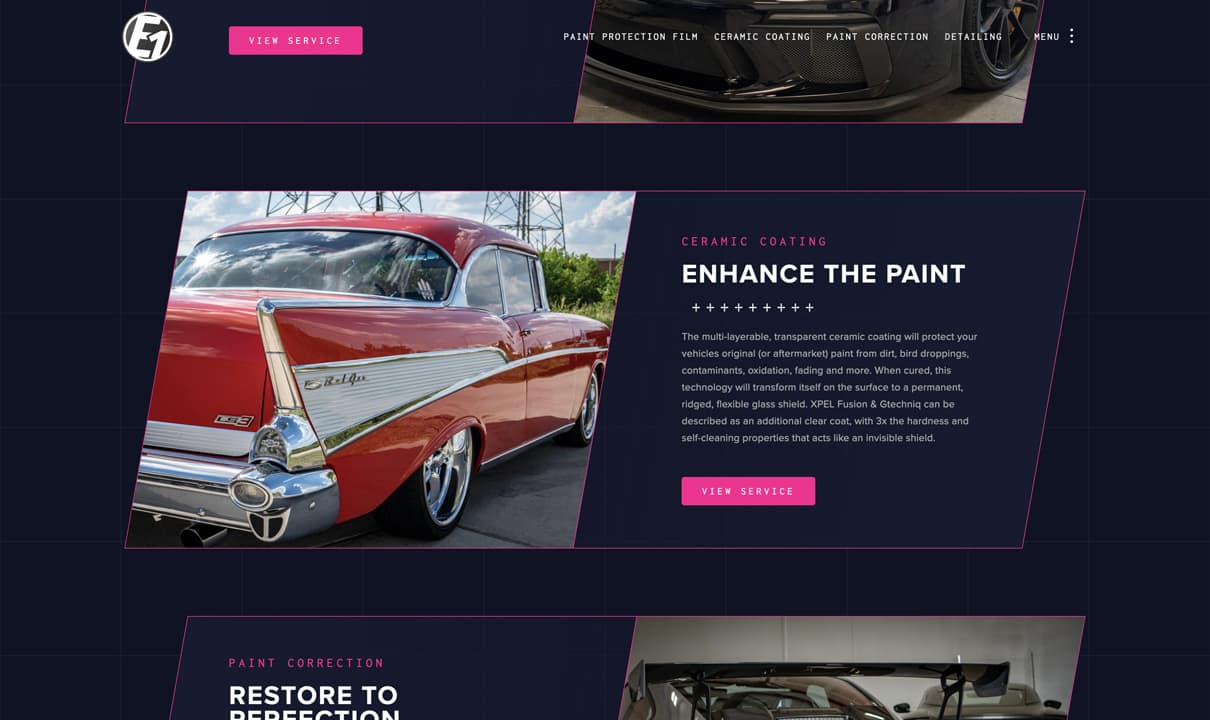 E1
VIEW SERVICE
PAINT PROTECTION FILM CERAMIC COATING PAINT CORRECTION DETAILING MENU
CERAMIC COATING
ENHANCE THE PAINT
+ + + + + + + + +
The multi-layerable, transparent ceramic coating will protect your
vehicles original (or aftermarket) paint from dirt, bird droppings,
contaminants, oxidation, fading and more. When cured, this
technology will transform itself on the surface to a permanent,
ridged, flexible glass shield. XPEL Fusion & Gtechniq can be
described as an additional clear coat, with 3x the hardness and
self-cleaning properties that acts like an invisible shield.
VIEW SERVICE
Bel Air
PAINT CORRECTION
RESTORE TO
PERFECTION